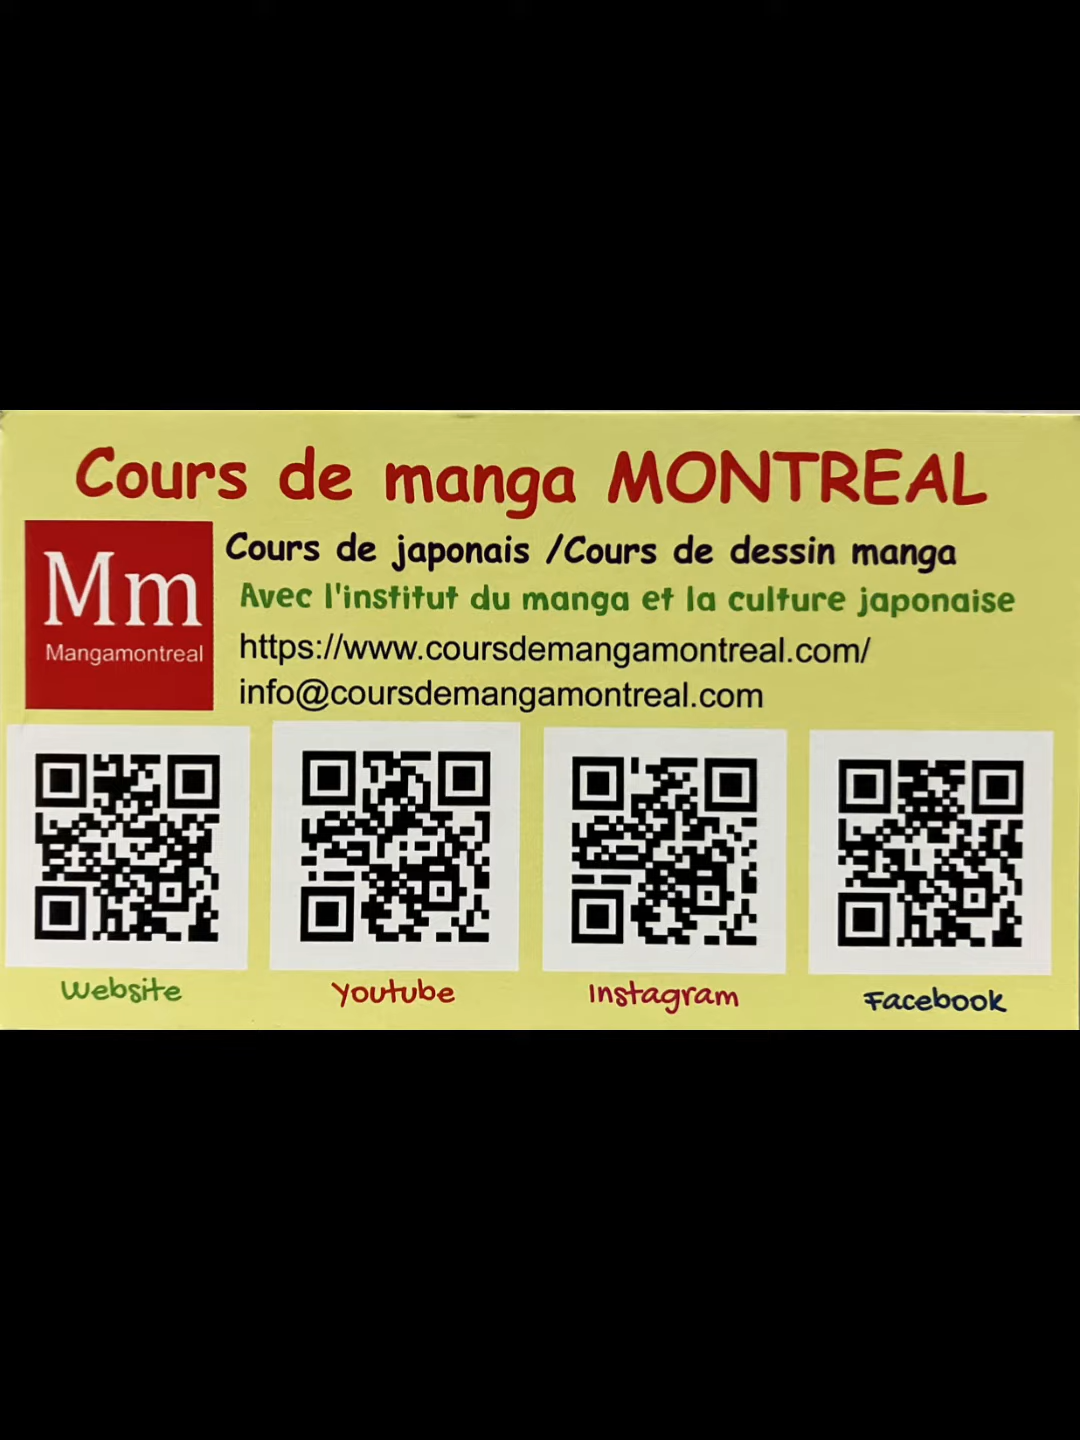 Cours de manga MONTREAL
Mm
Mangamontreal
Cours de japonais /Cours de dessin manga
Avec l'institut du manga et la culture japonaise
https://www.coursdemangamontreal.com/
info@coursdemangamontreal.com
Website
Youtube
Instagram
Facebook